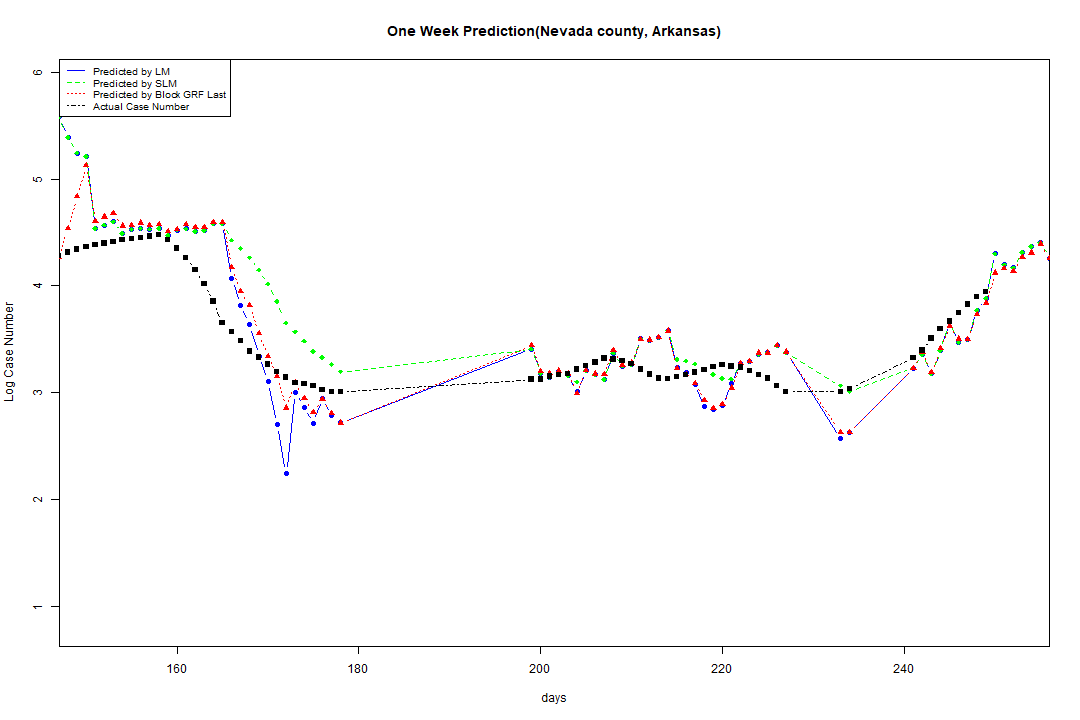 One Week Prediction(Nevada county, Arkansas)
Predicted by LM
Predicted by SLM
Predicted by Block GRF Last
Actual Case Number
6
5
4
3
2
1
Log Case Number
160 180 200 220 240
days